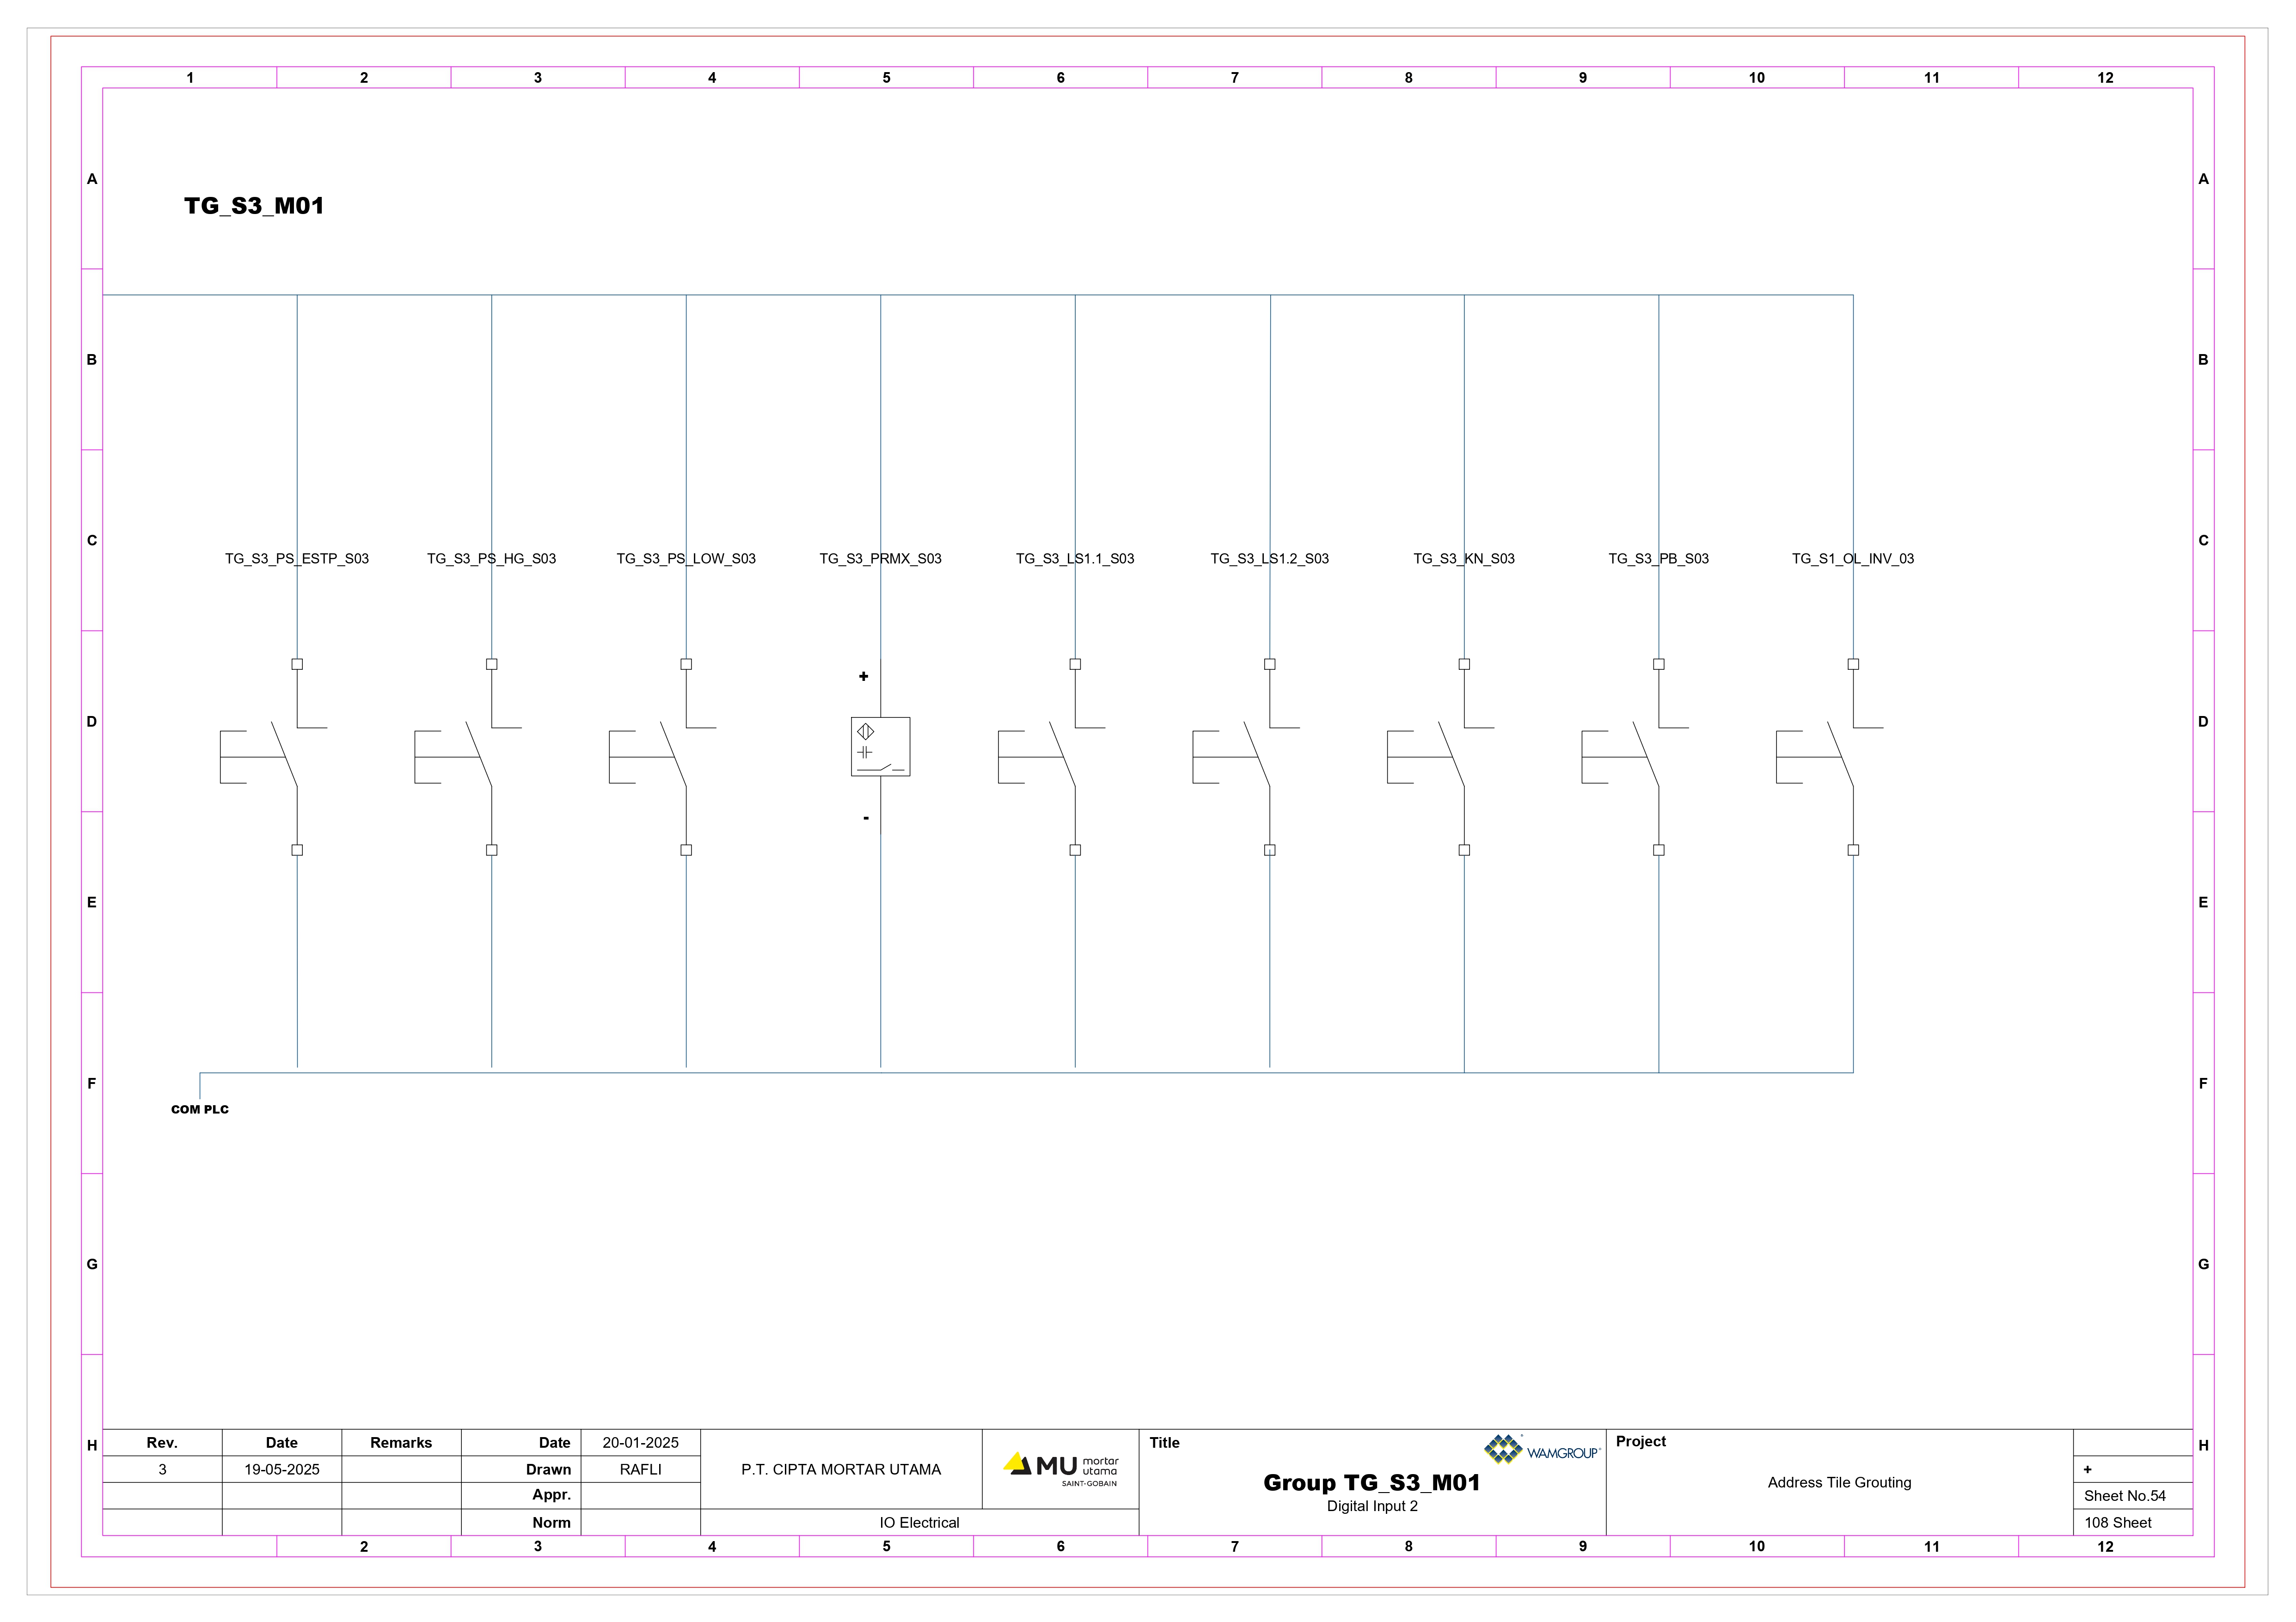 1 2 3 4 5 6 7 8 9 10 11 12
A A
TG_S3_M01
B B
C C
TG_S3_PS_ESTP_S03 TG_S3_PS_HG_S03 TG_S3_PS_LOW_S03 TG_S3_PRMX_S03 TG_S3_LS1.1_S03 TG_S3_LS1.2_S03 TG_S3_KN_S03 TG_S3_PB_S03 TG_S1_OL_INV_03
+
D D
-
E E
F F
COM PLC
G G
H H
Rev. Date Remarks Date 20-01-2025
3 19-05-2025 Drawn RAFLI
Appr.
Norm
P.T. CIPTA MORTAR UTAMA
IO Electrical
MU mortar
utama
SAINT-GOBAIN
Title
WAMGROUP®
Group TG_S3_M01
Digital Input 2
Project
Address Tile Grouting
+
Sheet No.54
108 Sheet
2 3 4 5 6 7 8 9 10 11 12